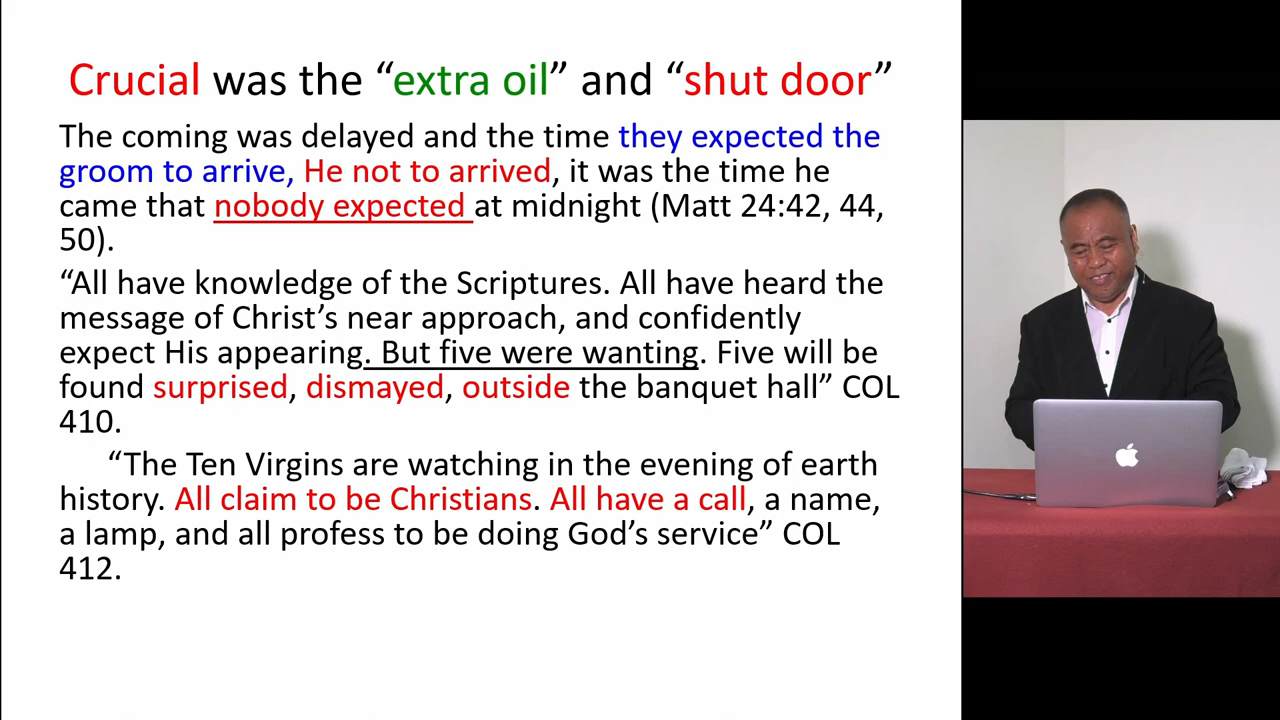 Crucial was the “extra oil” and “shut door”
The coming was delayed and the time they expected the
groom to arrive, He not to arrived, it was the time he
came that nobody expected at midnight (Matt 24:42, 44,
50).
“All have knowledge of the Scriptures. All have heard the
message of Christ’s near approach, and confidently
expect His appearing. But five were wanting. Five will be
found surprised, dismayed, outside the banquet hall” COL
410.
“The Ten Virgins are watching in the evening of earth
history. All claim to be Christians. All have a call, a name,
a lamp, and all profess to be doing God’s service” COL
412.